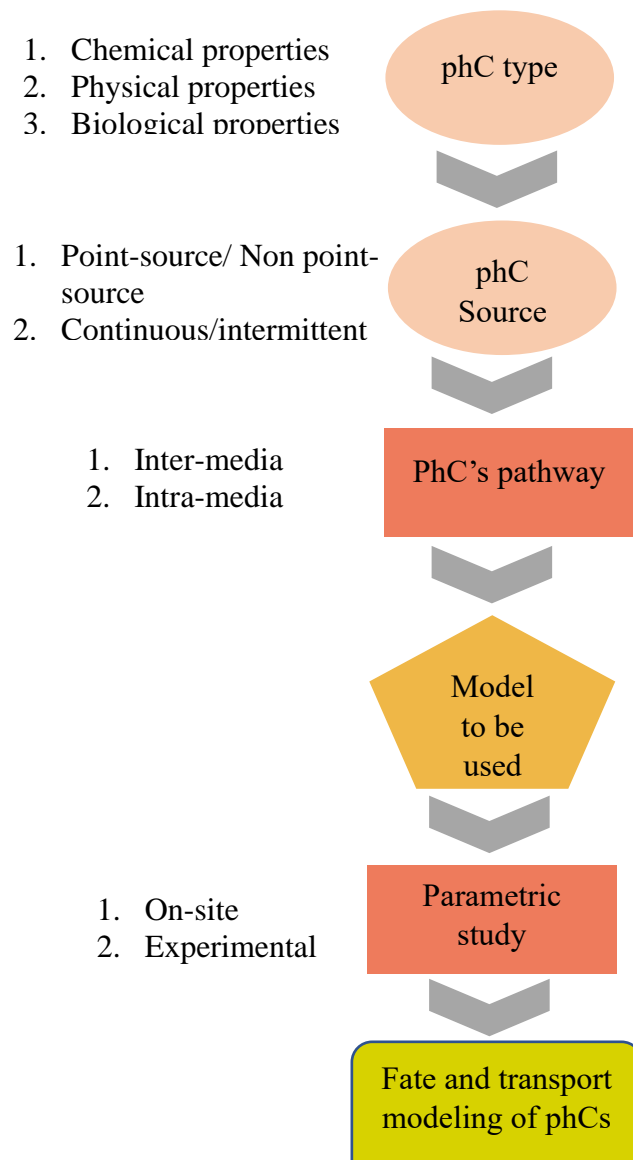 1. Chemical properties
2. Physical properties
3. Biological properties
phC type
1. Point-source/ Non point-
source
2. Continuous/intermittent
phC
Source
1. Inter-media
2. Intra-media
PhC’s pathway
Model
to be
used
1. On-site
2. Experimental
Parametric
study
Fate and transport
modeling of phCs